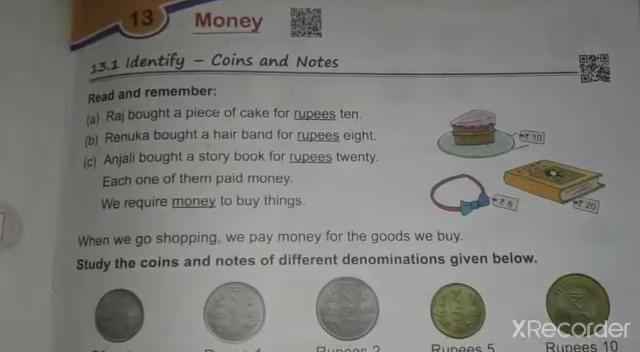 13 Money
13.1 Identify – Coins and Notes
Read and remember:
(a) Raj bought a piece of cake for rupees ten.
(b) Renuka bought a hair band for rupees eight.
(c) Anjali bought a story book for rupees twenty.
Each one of them paid money.
We require money to buy things.
₹ 10
₹ 8
₹ 20
When we go shopping, we pay money for the goods we buy.
Study the coins and notes of different denominations given below.
Rupees 2 Rupees 5 Rupees 10
XRecorder